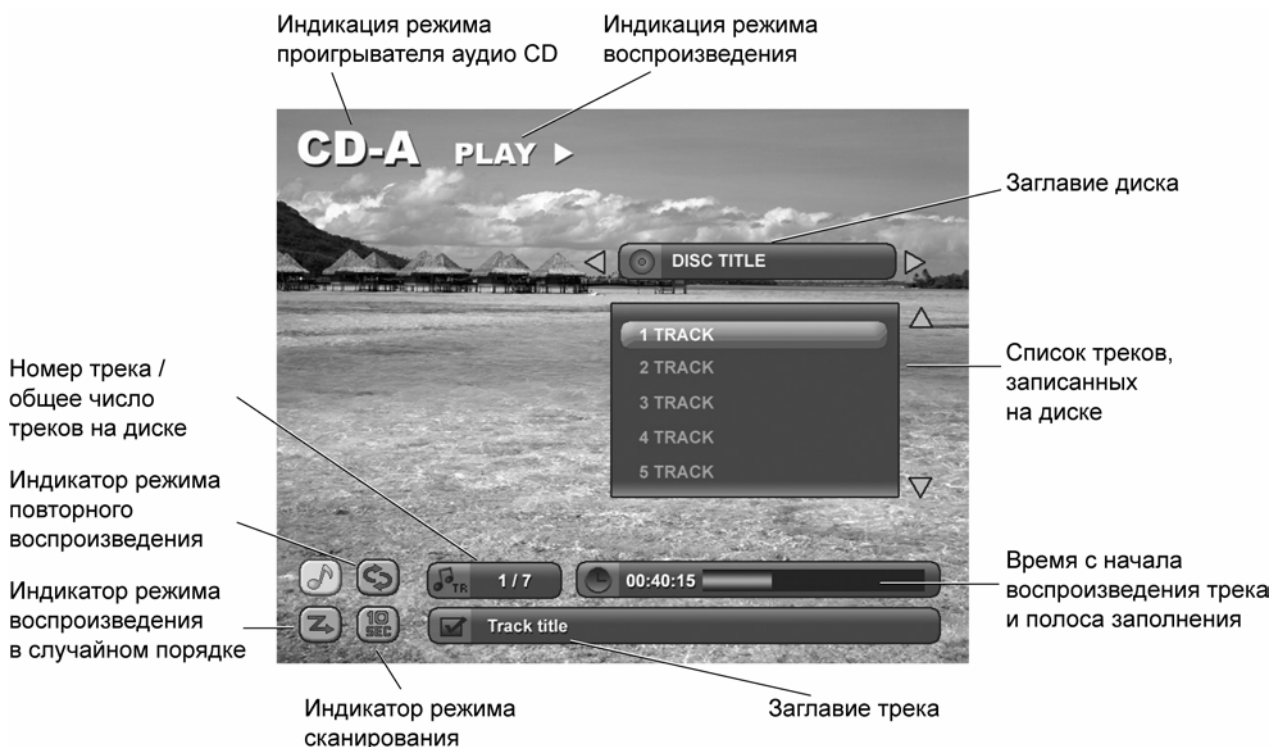 Индикация режима
проигрывателя аудио CD
Индикация режима
воспроизведения
CD-A PLAY
Заглавие диска
DISC TITLE
1 TRACK
2 TRACK
3 TRACK
4 TRACK
5 TRACK
Список треков,
записанных
на диске
Номер трека /
общее число
треков на диске
Индикатор режима
повторного
воспроизведения
Индикатор режима
воспроизведения
в случайном порядке
TR 1 / 7
00:40:15
10
SEC
Track title
Время с начала
воспроизведения трека
и полоса заполнения
Индикатор режима
сканирования
Заглавие трека